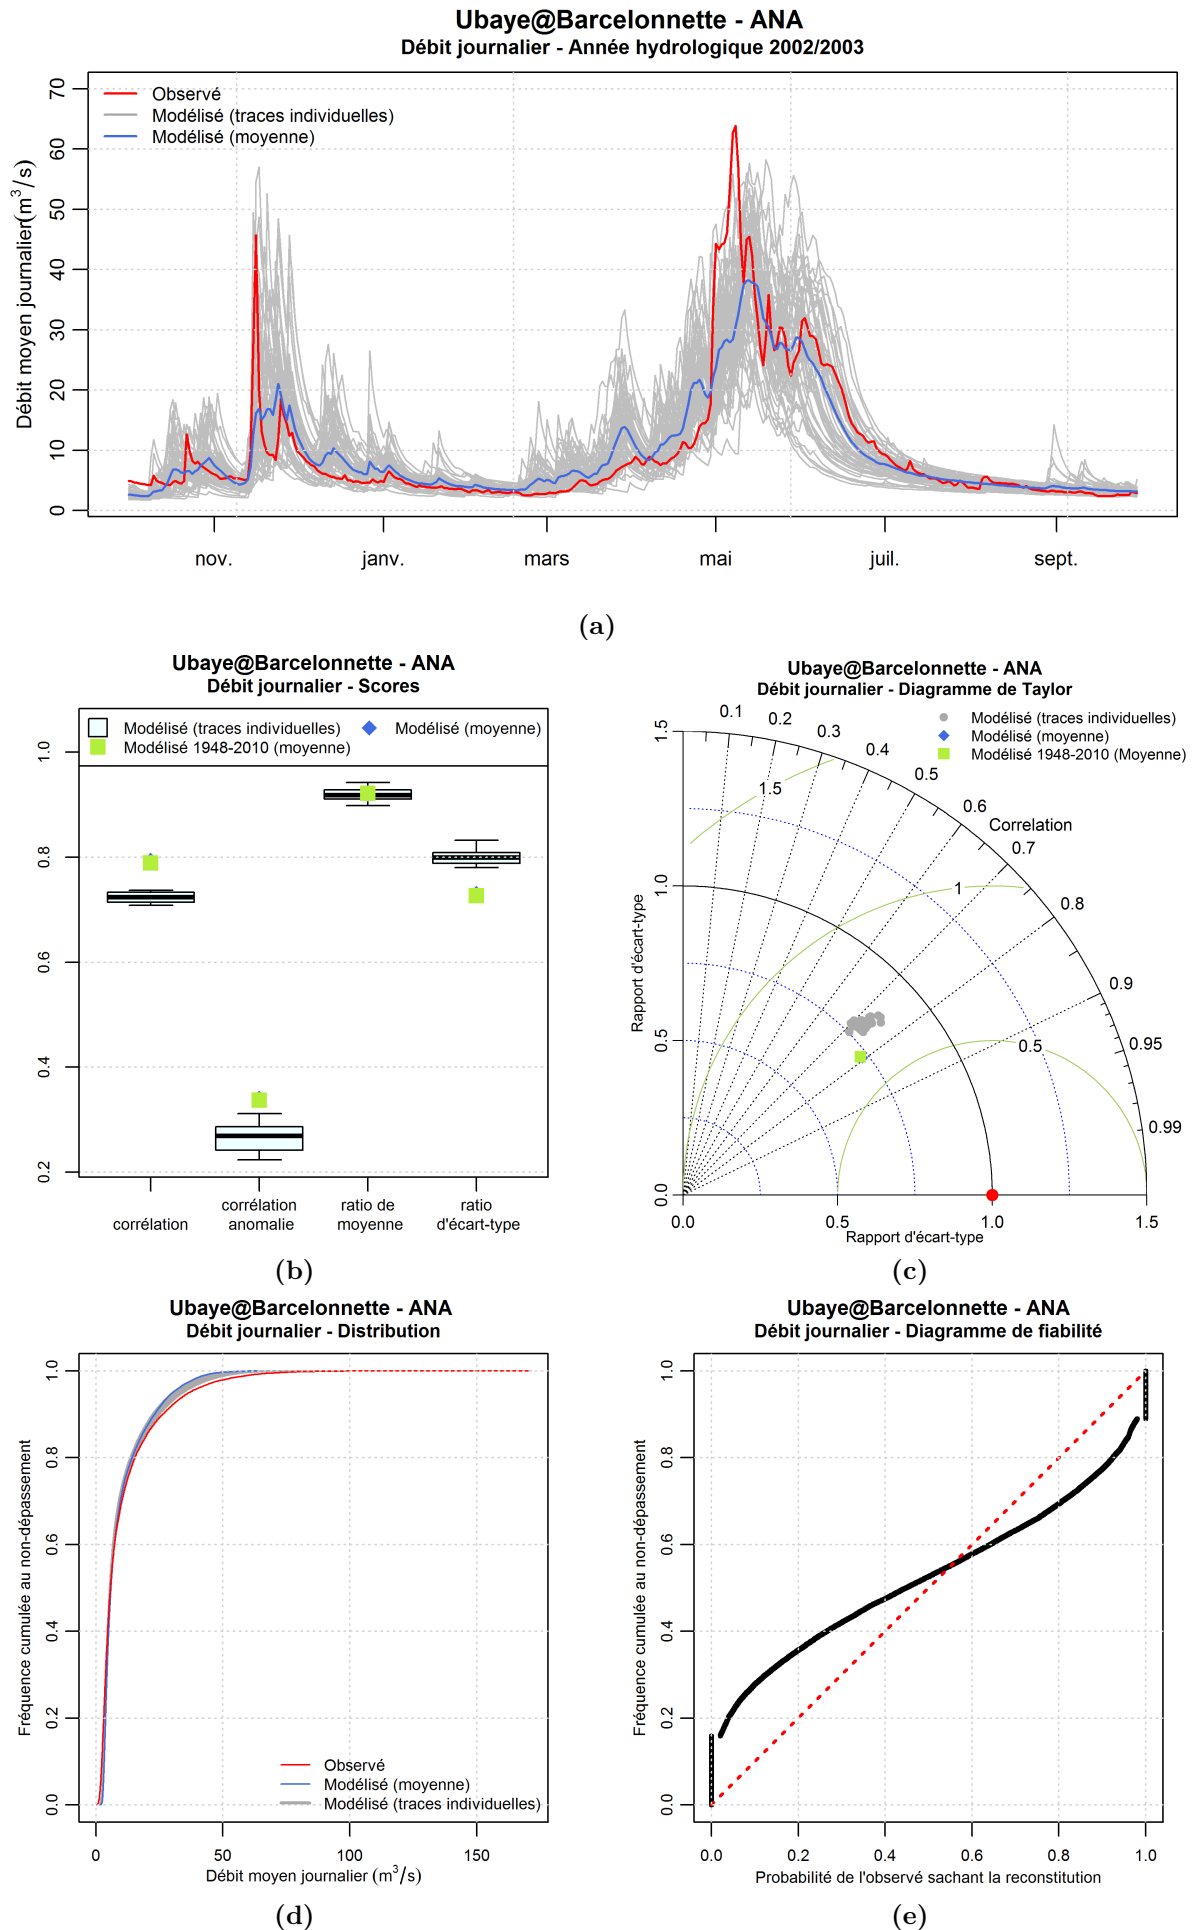 Ubaye@Barcelonnette - ANA
Débit journalier - Année hydrologique 2002/2003
Observé
Modélisé (traces individuelles)
Modélisé (moyenne)
Débit moyen journalier(m³/s)
70
60
50
40
30
20
10
0
nov.
janv.
mars
mai
juil.
sept.
(a)
Ubaye@Barcelonnette - ANA
Débit journalier - Scores
Modélisé (traces individuelles)
Modélisé (moyenne)
Modélisé 1948-2010 (moyenne)
1.0
0.8
0.6
0.4
0.2
corrélation
corrélation
anomalie
ratio de
moyenne
ratio
d'écart-type
(b)
Ubaye@Barcelonnette - ANA
Débit journalier - Diagramme de Taylor
Modélisé (traces individuelles)
Modélisé (moyenne)
Modélisé 1948-2010 (Moyenne)
0.1
0.2
0.3
0.4
0.5
0.6
Correlation
0.7
0.8
0.9
0.95
0.99
1.5
1
0.5
Rapport d'écart-type
1.5
1.0
0.5
0.0
0.0
0.5
1.0
1.5
Rapport d'écart-type
(c)
Ubaye@Barcelonnette - ANA
Débit journalier - Distribution
Fréquence cumulée au non-dépassement
1.0
0.8
0.6
0.4
0.2
0.0
Observé
Modélisé (moyenne)
Modélisé (traces individuelles)
0
50
100
150
Débit moyen journalier (m³/s)
(d)
Ubaye@Barcelonnette - ANA
Débit journalier - Diagramme de fiabilité
Fréquence cumulée au non-dépassement
1.0
0.8
0.6
0.4
0.2
0.0
0.0
0.2
0.4
0.6
0.8
1.0
Probabilité de l'observé sachant la reconstitution
(e)